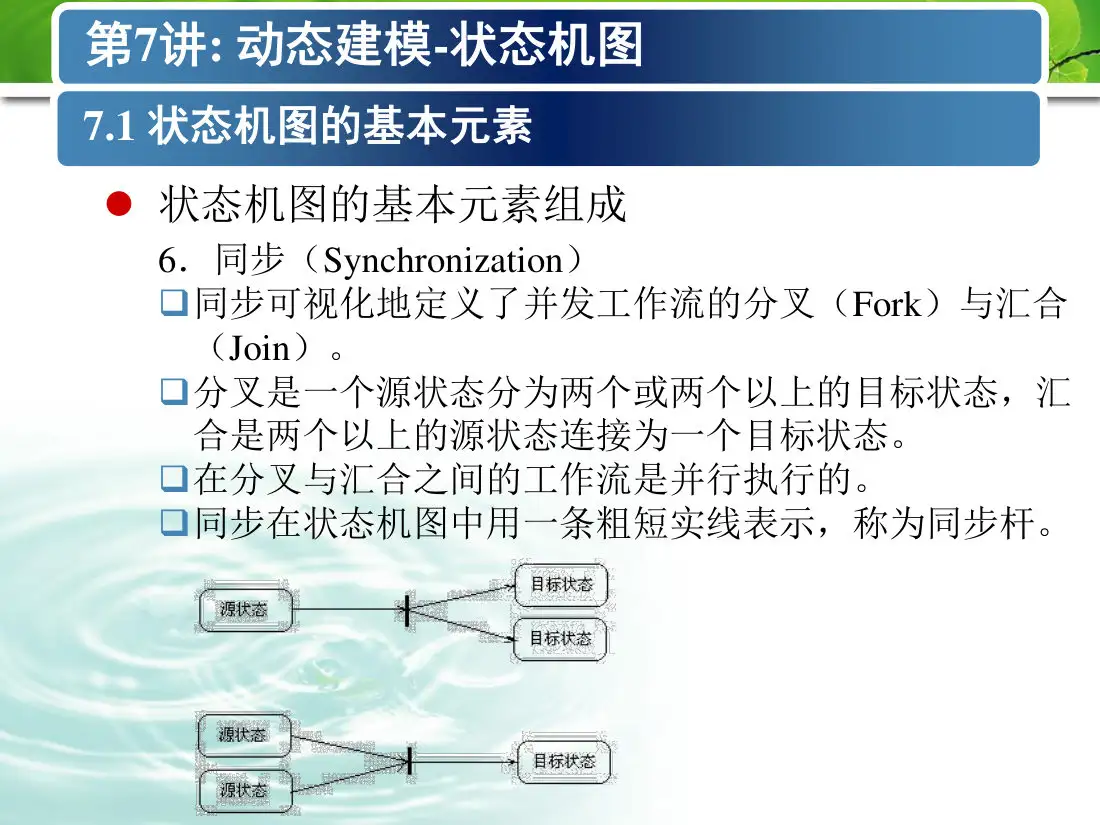 第7讲: 动态建模-状态机图
7.1 状态机图的基本元素
状态机图的基本元素组成
6．同步（Synchronization）
同步可视化地定义了并发工作流的分叉（Fork）与汇合
（Join）。
分叉是一个源状态分为两个或两个以上的目标状态，汇
合是两个以上的源状态连接为一个目标状态。
在分叉与汇合之间的工作流是并行执行的。
同步在状态机图中用一条粗短实线表示，称为同步杆。
目标状态
源状态
目标状态
源状态
目标状态
源状态